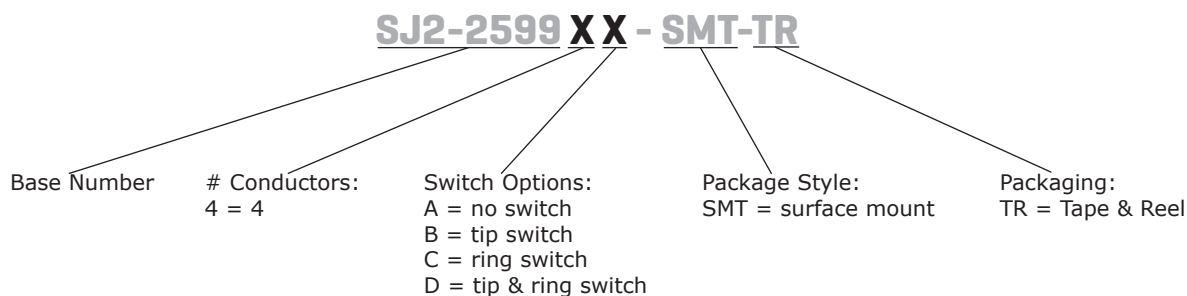 SJ2-2599 X X - SMT-TR
Base Number
# Conductors:
4 = 4
Switch Options:
A = no switch
B = tip switch
C = ring switch
D = tip & ring switch
Package Style:
SMT = surface mount
Packaging:
TR = Tape & Reel